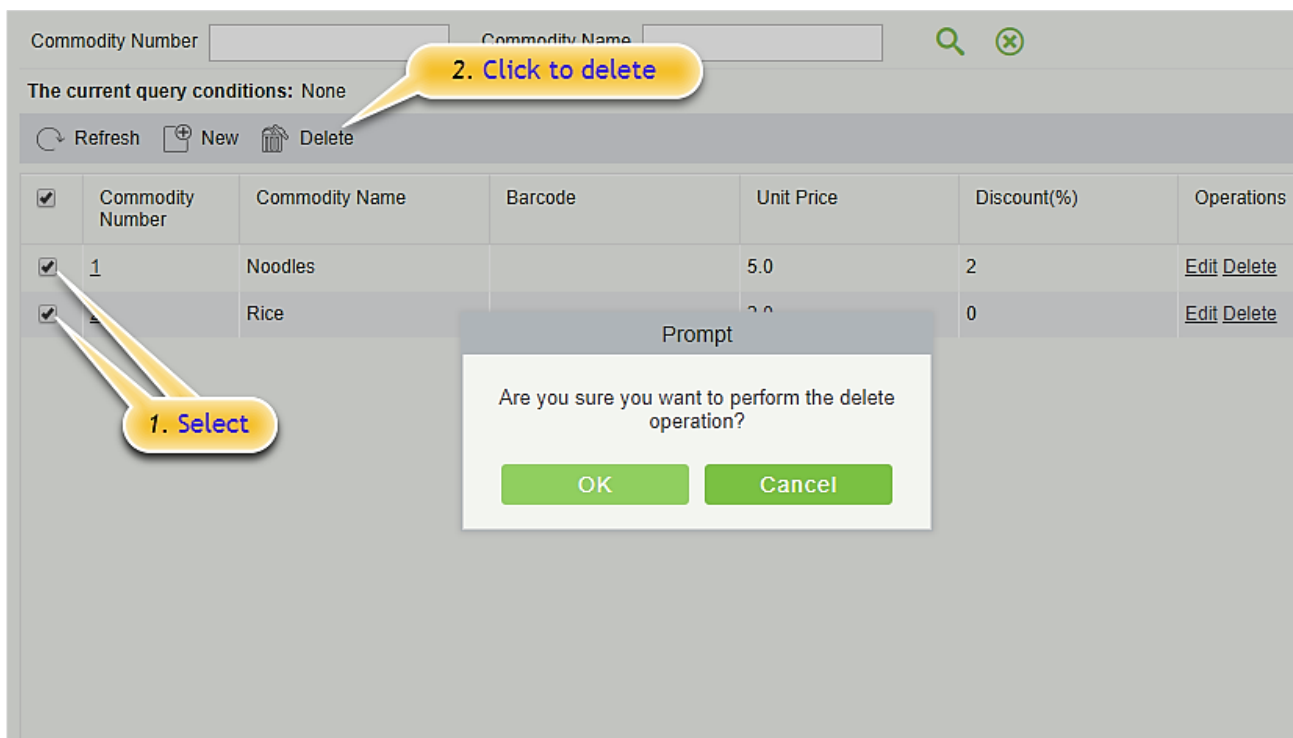 Commodity Number Commodity Name
2. Click to delete
The current query conditions: None
Refresh New Delete
Commodity Number Commodity Name Barcode Unit Price Discount(%) Operations
1 Noodles 5.0 2 Edit Delete
Rice 0 Edit Delete
Prompt
Are you sure you want to perform the delete
operation?
1. Select
OK Cancel